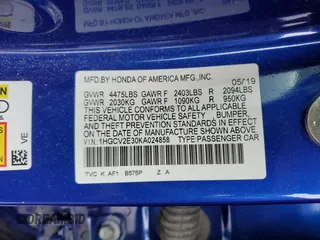 MFD.BY HONDA OF AMERICA MFG.,INC.
05/19
GVWR 4475LBS GAWR F 2403LBS R 2094LBS
GVWR 2030KG GAWR F 1090KG R 950KG
THIS VEHICLE CONFORMS TO ALL APPLICABLE
FEDERAL MOTOR VEHICLE SAFETY, BUMPER,
AND THEFT PREVENTION STANDARDS IN EFFECT
ON THE DATE OF MANUFACTURE SHOWN ABOVE.
V.I.N.:1HGCV2E30KA024858 TYPE:PASSENGER CAR
TVC K AF1 B575P Z A